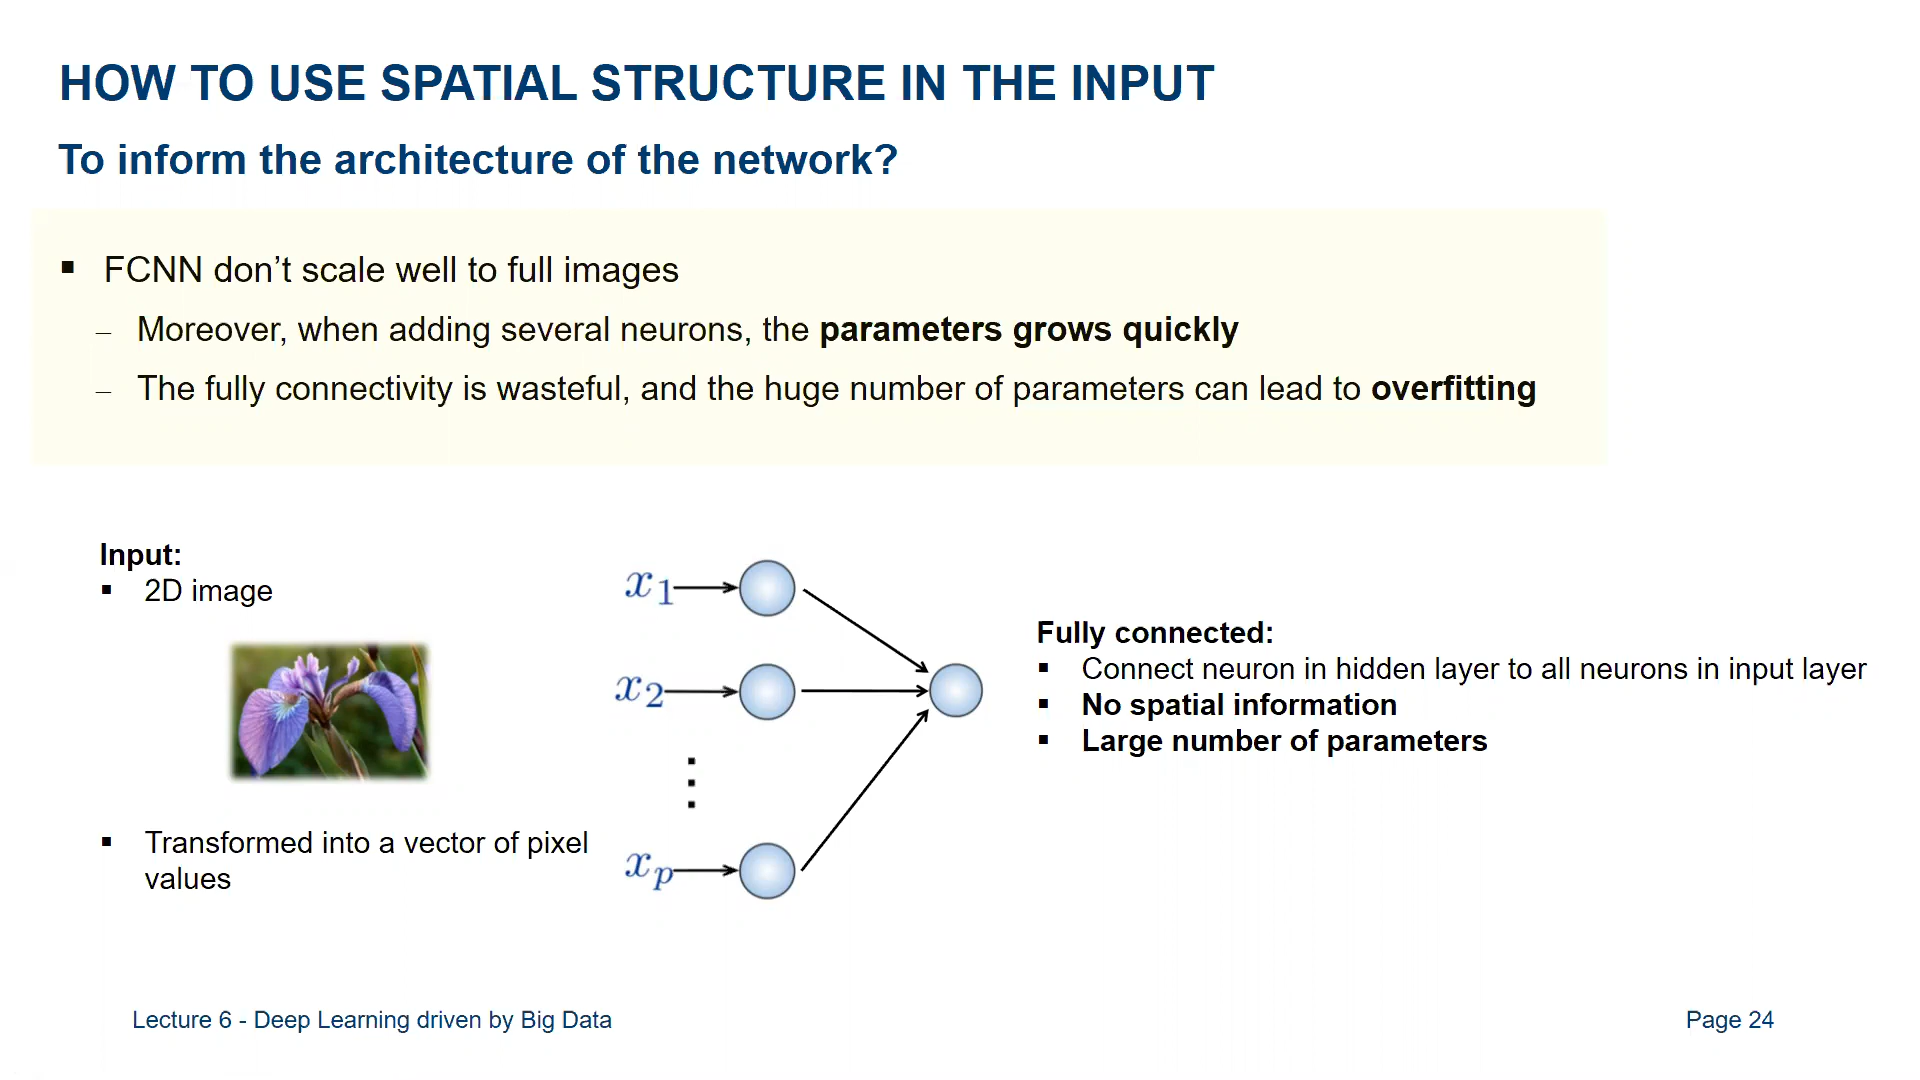 HOW TO USE SPATIAL STRUCTURE IN THE INPUT
To inform the architecture of the network?
▪ FCNN don’t scale well to full images
– Moreover, when adding several neurons, the parameters grows quickly
– The fully connectivity is wasteful, and the huge number of parameters can lead to overfitting
Input:
▪ 2D image
▪ Transformed into a vector of pixel
values
x1
x2
⋮
xp
Fully connected:
▪ Connect neuron in hidden layer to all neurons in input layer
▪ No spatial information
▪ Large number of parameters
Lecture 6 - Deep Learning driven by Big Data
Page 24